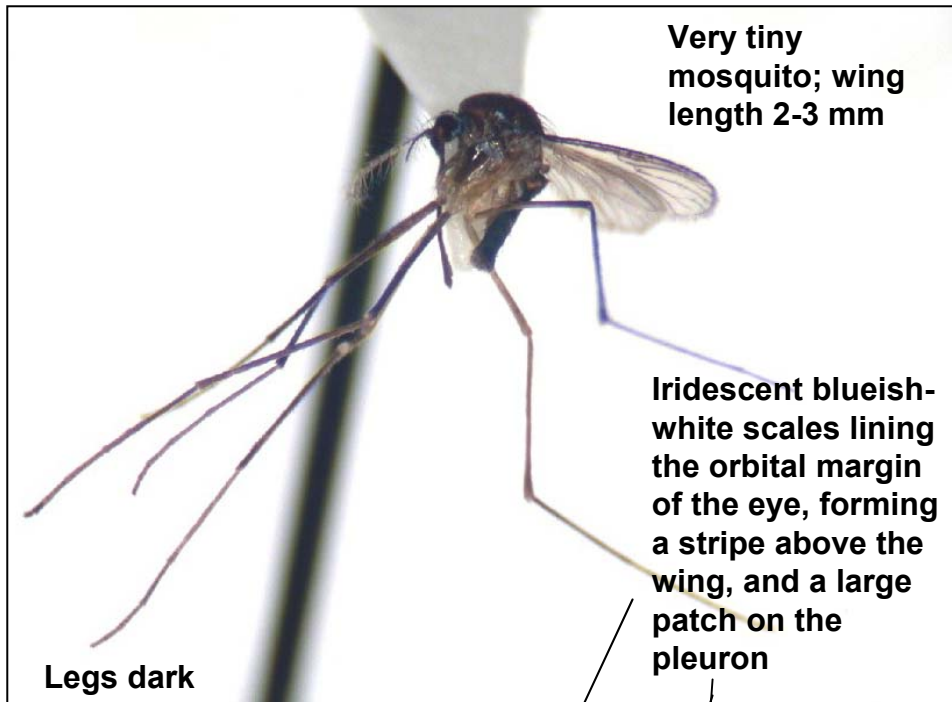 Very tiny
mosquito; wing
length 2-3 mm
Iridescent blueish-
white scales lining
the orbital margin
of the eye, forming
a stripe above the
wing, and a large
patch on the
pleuron
Legs dark